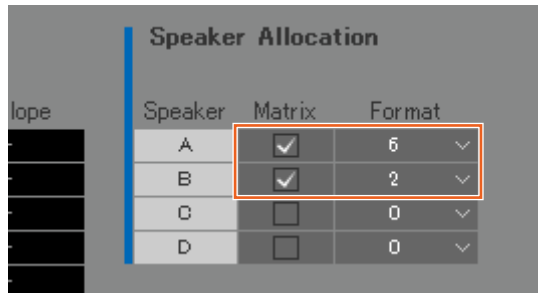 Speaker Allocation
lope Speaker Matrix Format
A 6
B 2
C 0
D 0